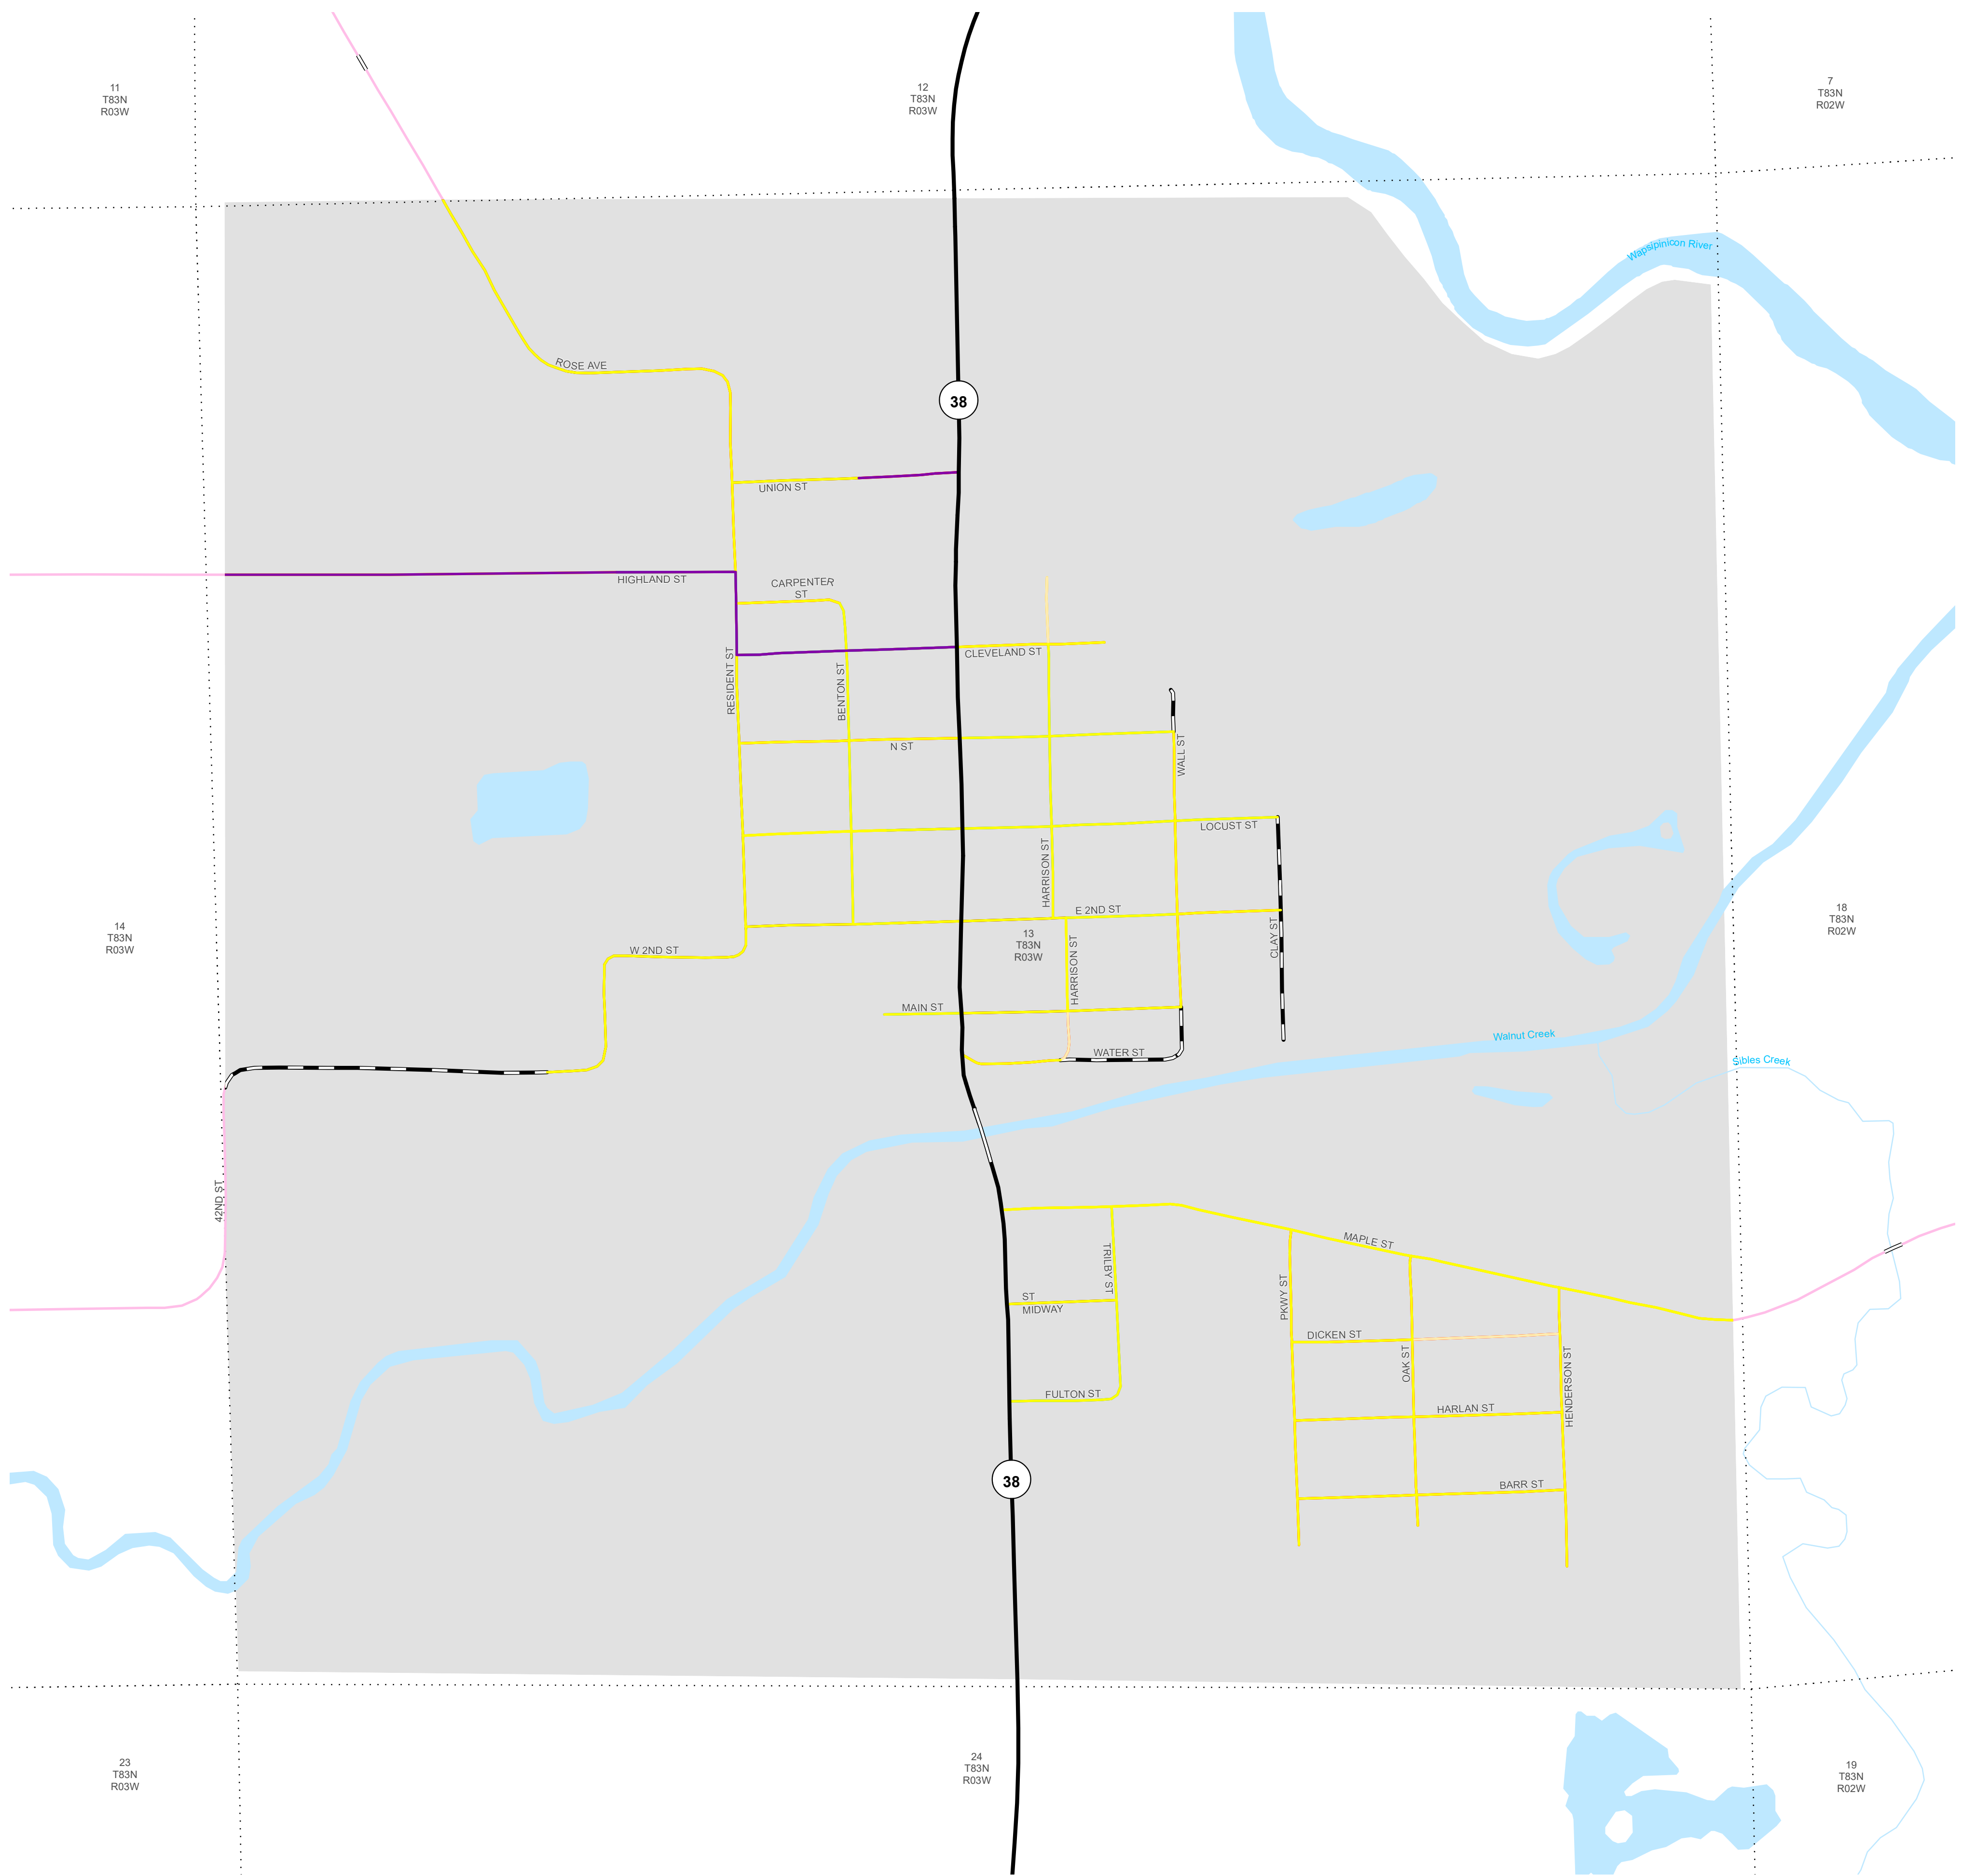 11
T83N
R03W
12
T83N
R03W
7
T83N
R02W
Wapsipinicon River
ROSE AVE
38
UNION ST
HIGHLAND ST
CARPENTER
ST
RESIDENT ST
CLEVELAND ST
BENTON ST
N ST
WALL ST
LOCUST ST
HARRISON ST
E 2ND ST
14
T83N
R03W
13
T83N
R03W
18
T83N
R02W
W 2ND ST
HARRISON ST
CLAY ST
MAIN ST
WATER ST
Walnut Creek
Sibles Creek
42ND ST
MAPLE ST
TRILBY ST
PKWY ST
ST
MIDWAY
DICKEN ST
OAK ST
HENDERSON ST
FULTON ST
HARLAN ST
38
BARR ST
23
T83N
R03W
24
T83N
R03W
19
T83N
R02W